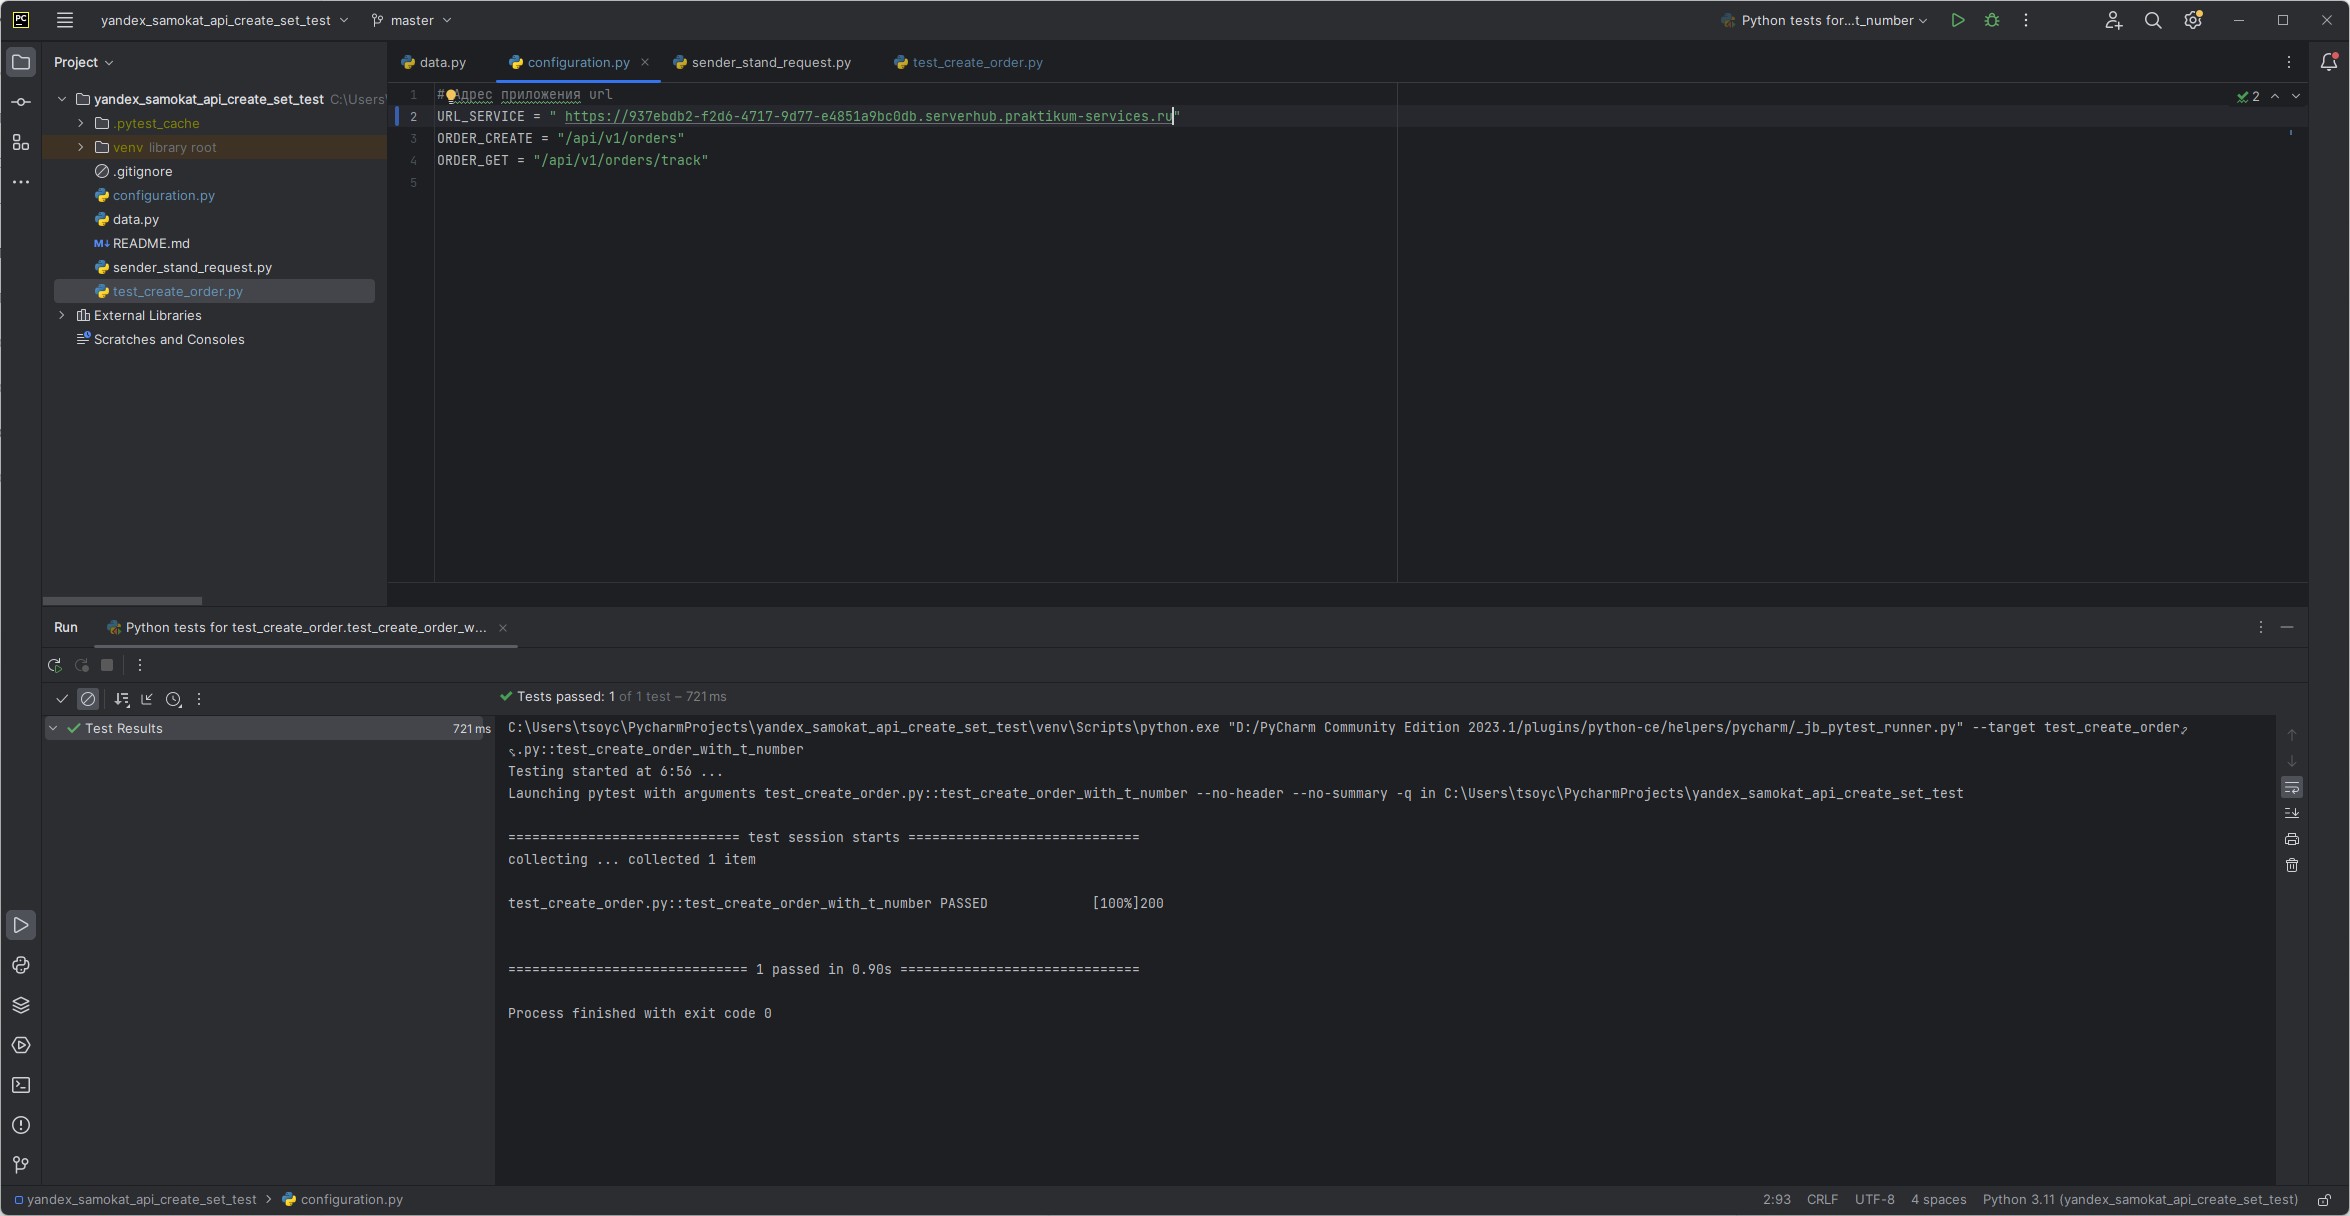 PC yandex_samokat_api_create_set_test master Python tests for...t_number
Project
data.py configuration.py sender_stand_request.py test_create_order.py
yandex_samokat_api_create_set_test C:\Users\
.pytest_cache
venv library root
.gitignore
configuration.py
data.py
M↓ README.md
sender_stand_request.py
test_create_order.py
External Libraries
Scratches and Consoles
1 # Адрес приложения url
2 URL_SERVICE = " https://937ebdb2-f2d6-4717-9d77-e4851a9bc0db.serverhub.praktikum-services.ru"
3 ORDER_CREATE = "/api/v1/orders"
4 ORDER_GET = "/api/v1/orders/track"
5
2
Run Python tests for test_create_order.test_create_order_w...
Tests passed: 1 of 1 test – 721 ms
Test Results 721 ms
C:\Users\tsoyc\PycharmProjects\yandex_samokat_api_create_set_test\venv\Scripts\python.exe "D:/PyCharm Community Edition 2023.1/plugins/python-ce/helpers/pycharm/_jb_pytest_runner.py" --target test_create_order
.py::test_create_order_with_t_number
Testing started at 6:56 ...
Launching pytest with arguments test_create_order.py::test_create_order_with_t_number --no-header --no-summary -q in C:\Users\tsoyc\PycharmProjects\yandex_samokat_api_create_set_test
============================= test session starts =============================
collecting ... collected 1 item
test_create_order.py::test_create_order_with_t_number PASSED [100%]200
============================== 1 passed in 0.90s ==============================
Process finished with exit code 0
yandex_samokat_api_create_set_test > configuration.py 2:93 CRLF UTF-8 4 spaces Python 3.11 (yandex_samokat_api_create_set_test)